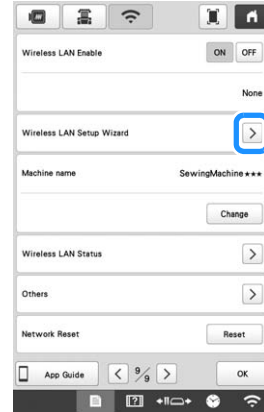 Wireless LAN Enable ON OFF
None
Wireless LAN Setup Wizard >
Machine name SewingMachine★★★
Change
Wireless LAN Status >
Others >
Network Reset Reset
App Guide < 9/9 > OK